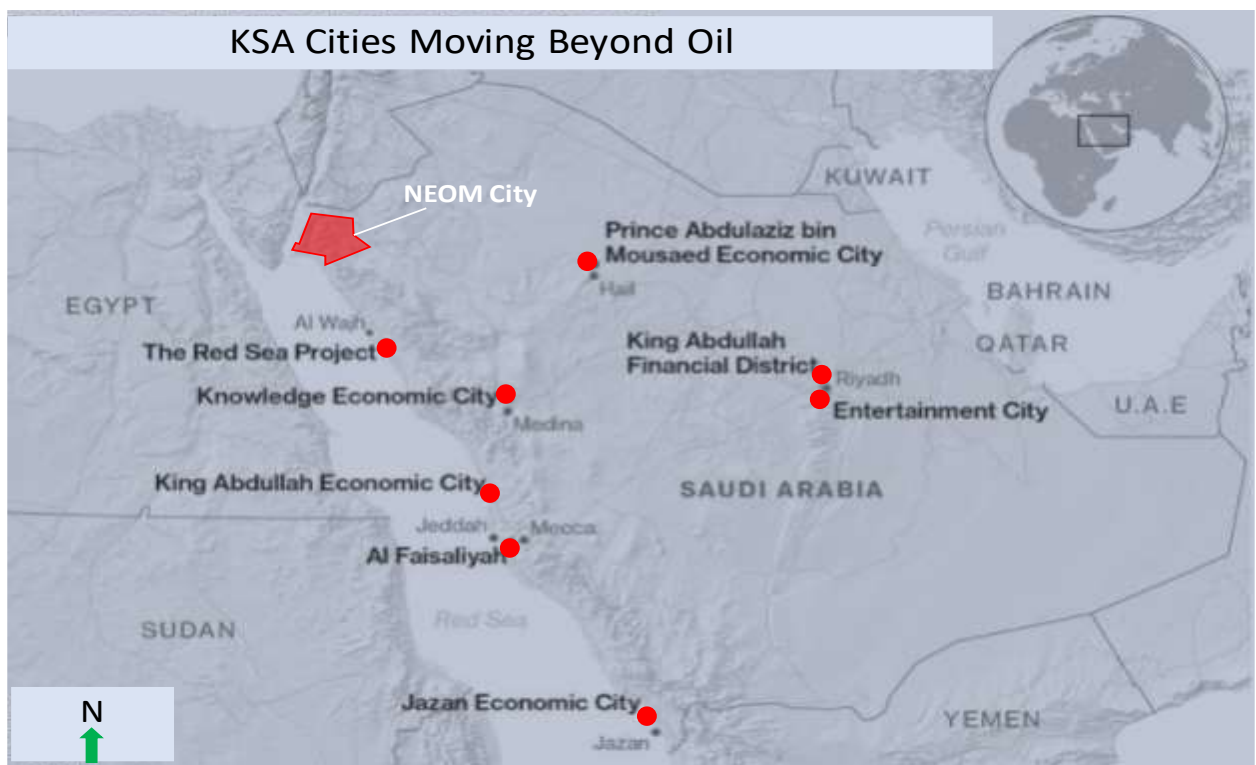 KSA Cities Moving Beyond Oil
NEOM City
KUWAIT
Prince Abdulaziz bin
Mousaed Economic City
Persian
Gulf
Hail
BAHRAIN
EGYPT
Al Wajh
The Red Sea Project
King Abdullah
Financial District
QATAR
Riyadh
Knowledge Economic City
Entertainment City
U.A.E
Medina
King Abdullah Economic City
SAUDI ARABIA
Jeddah
Mecca
Al Faisaliyah
Red Sea
SUDAN
Jazan Economic City
Jazan
YEMEN
N